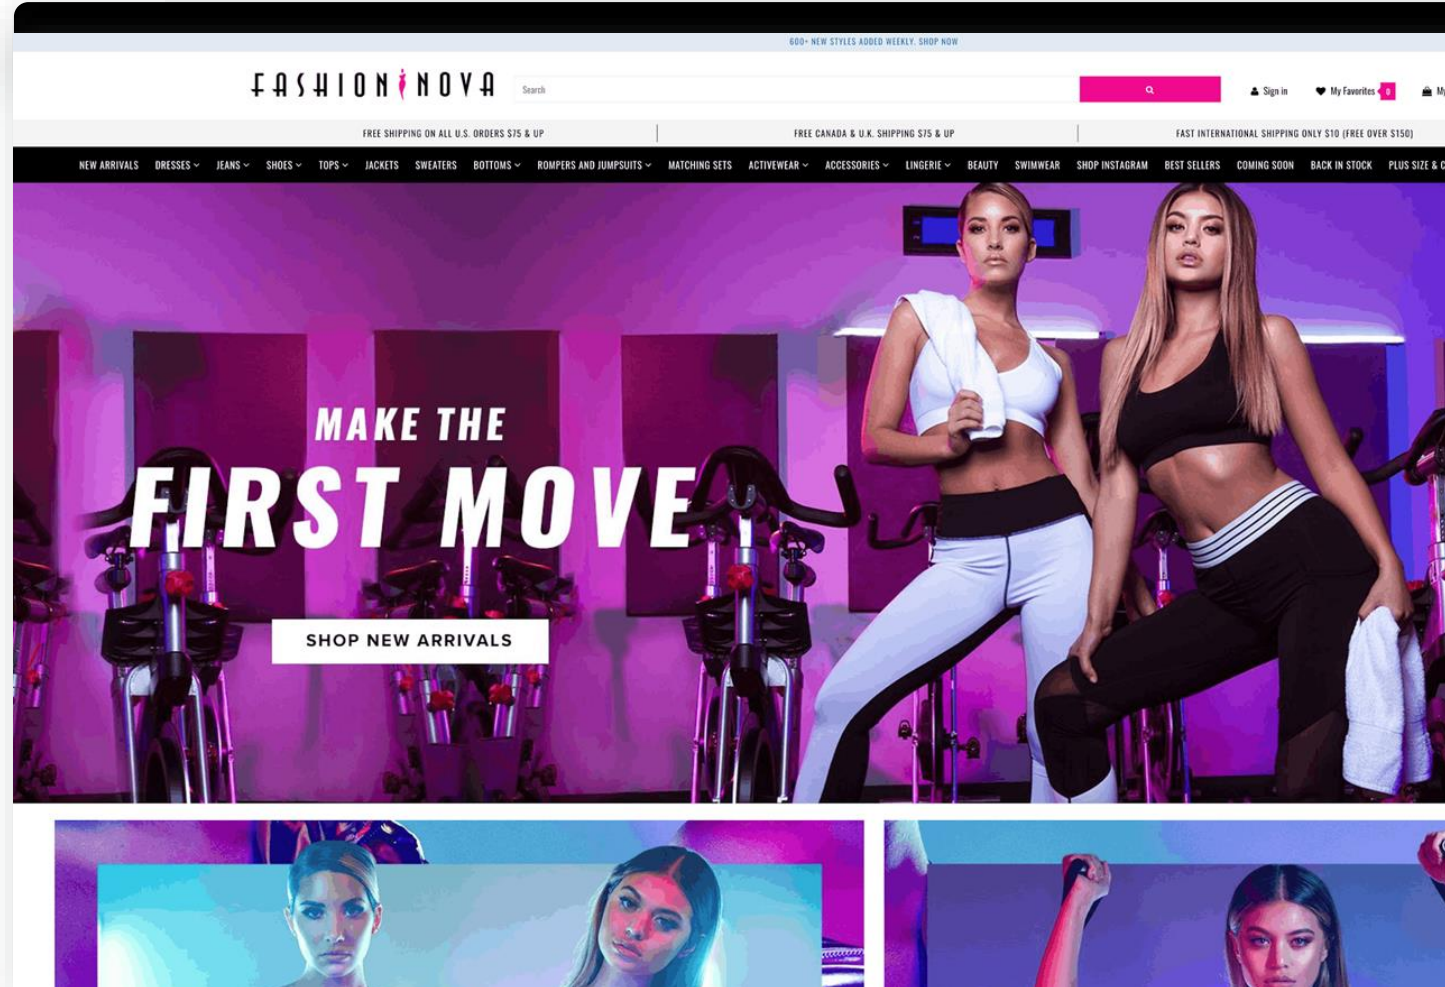 600+ NEW STYLES ADDED WEEKLY. SHOP NOW
FASHION NOVA
Search
Sign in
My Favorites 0
My
FREE SHIPPING ON ALL U.S. ORDERS $75 & UP
FREE CANADA & U.K. SHIPPING $75 & UP
FAST INTERNATIONAL SHIPPING ONLY $10 (FREE OVER $150)
NEW ARRIVALS DRESSES JEANS SHOES TOPS JACKETS SWEATERS BOTTOMS ROMPERS AND JUMPSUITS MATCHING SETS ACTIVEWEAR ACCESSORIES LINGERIE BEAUTY SWIMWEAR SHOP INSTAGRAM BEST SELLERS COMING SOON BACK IN STOCK PLUS SIZE & C
MAKE THE
FIRST MOVE
SHOP NEW ARRIVALS